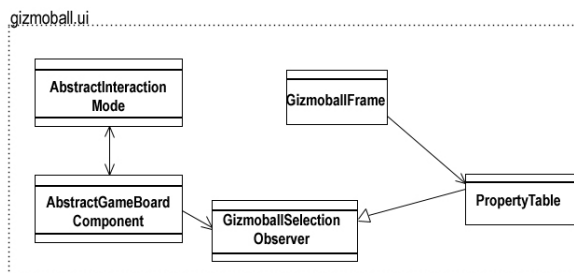 gizmoball.ui
AbstractInteraction
Mode
GizmoballFrame
AbstractGameBoard
Component
GizmoballSelection
Observer
PropertyTable